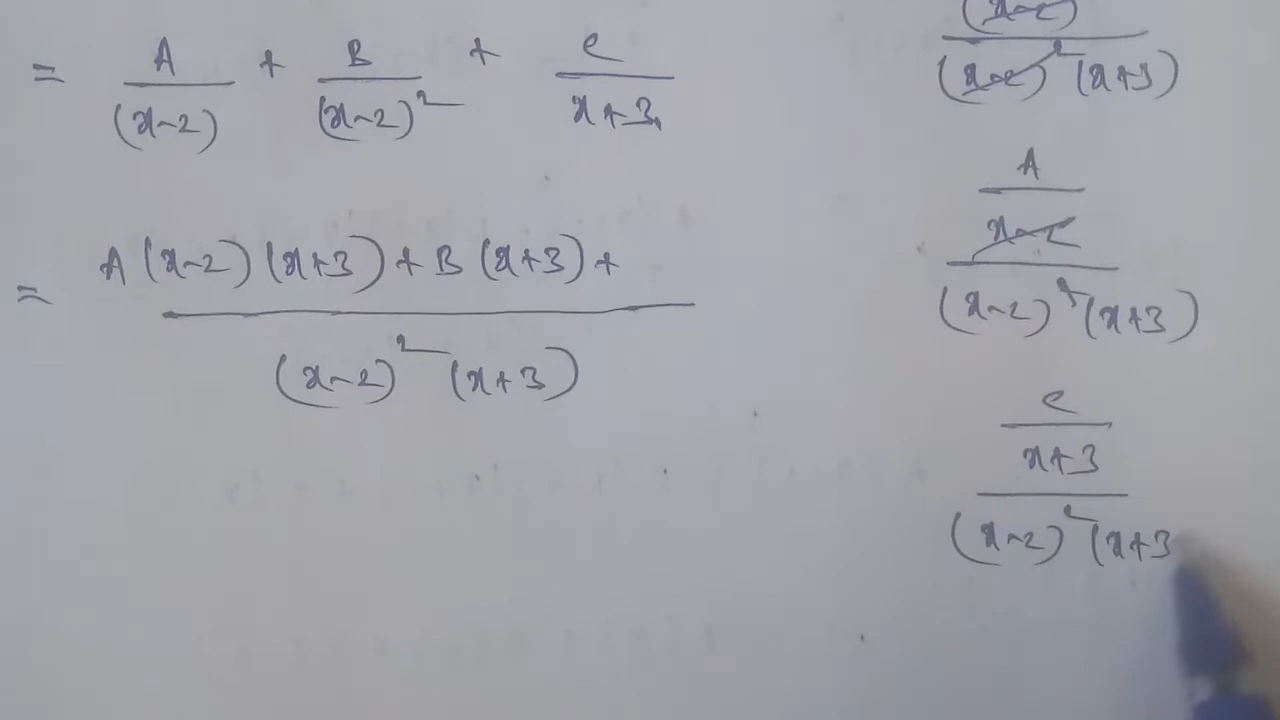 = A/(x-2) + B/(x-2)² + C/x+3
= A(x-2)(x+3) + B(x+3) + / (x-2)² (x+3)
(x-2)
(x-2)² (x+3)
A
x-2
(x-2)² (x+3)
C
x+3
(x-2)² (x+3